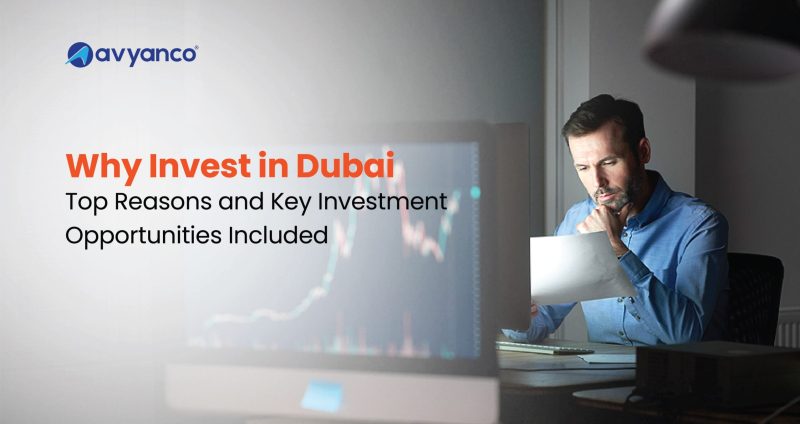 avyanco®
Why Invest in Dubai
Top Reasons and Key Investment
Opportunities Included